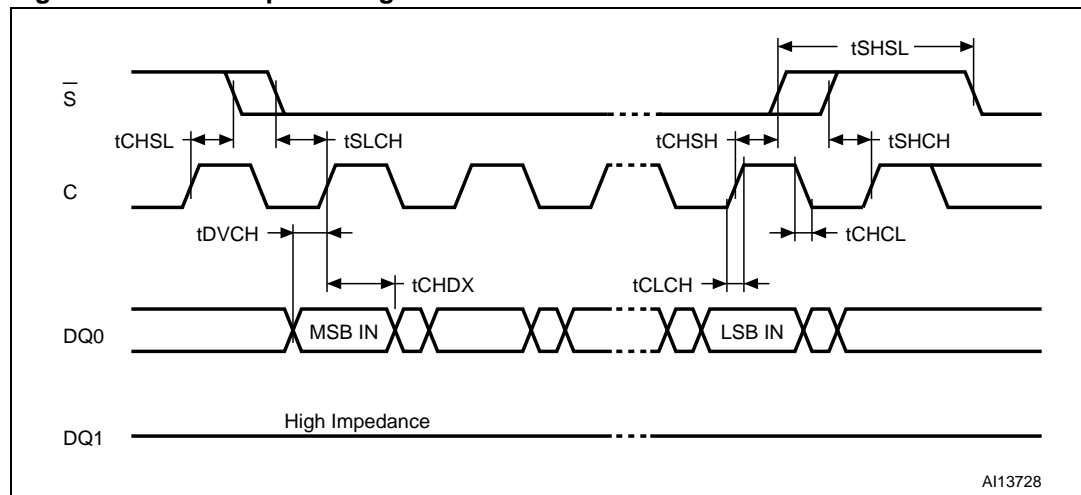 tSHSL
S
tCHSL
tSLCH
tCHSH
tSHCH
C
tDVCH
tCHCL
tCHDX
tCLCH
DQ0
MSB IN
LSB IN
High Impedance
DQ1
AI13728